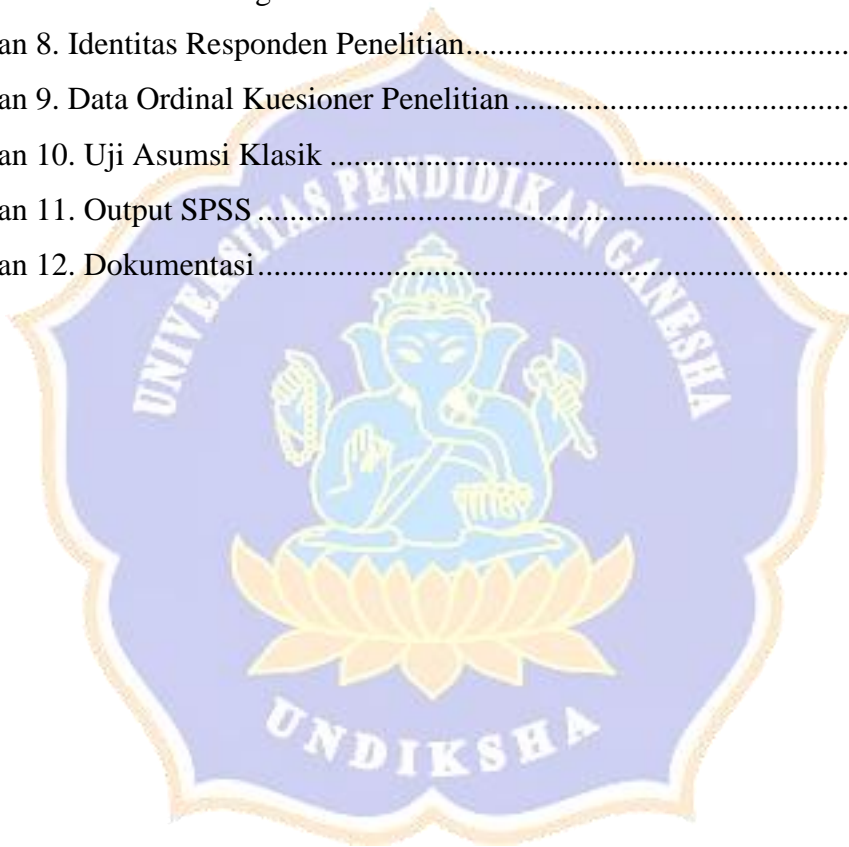 an 8. Identitas Responden Penelitian..................................................
an 9. Data Ordinal Kuesioner Penelitian............................................
an 10. Uji Asumsi Klasik...................................................................
an 11. Output SPSS............................................................................
an 12. Dokumentasi............................................................................
UNIVERSITAS PENDIDIKAN GANESHA
UNDIKSHA